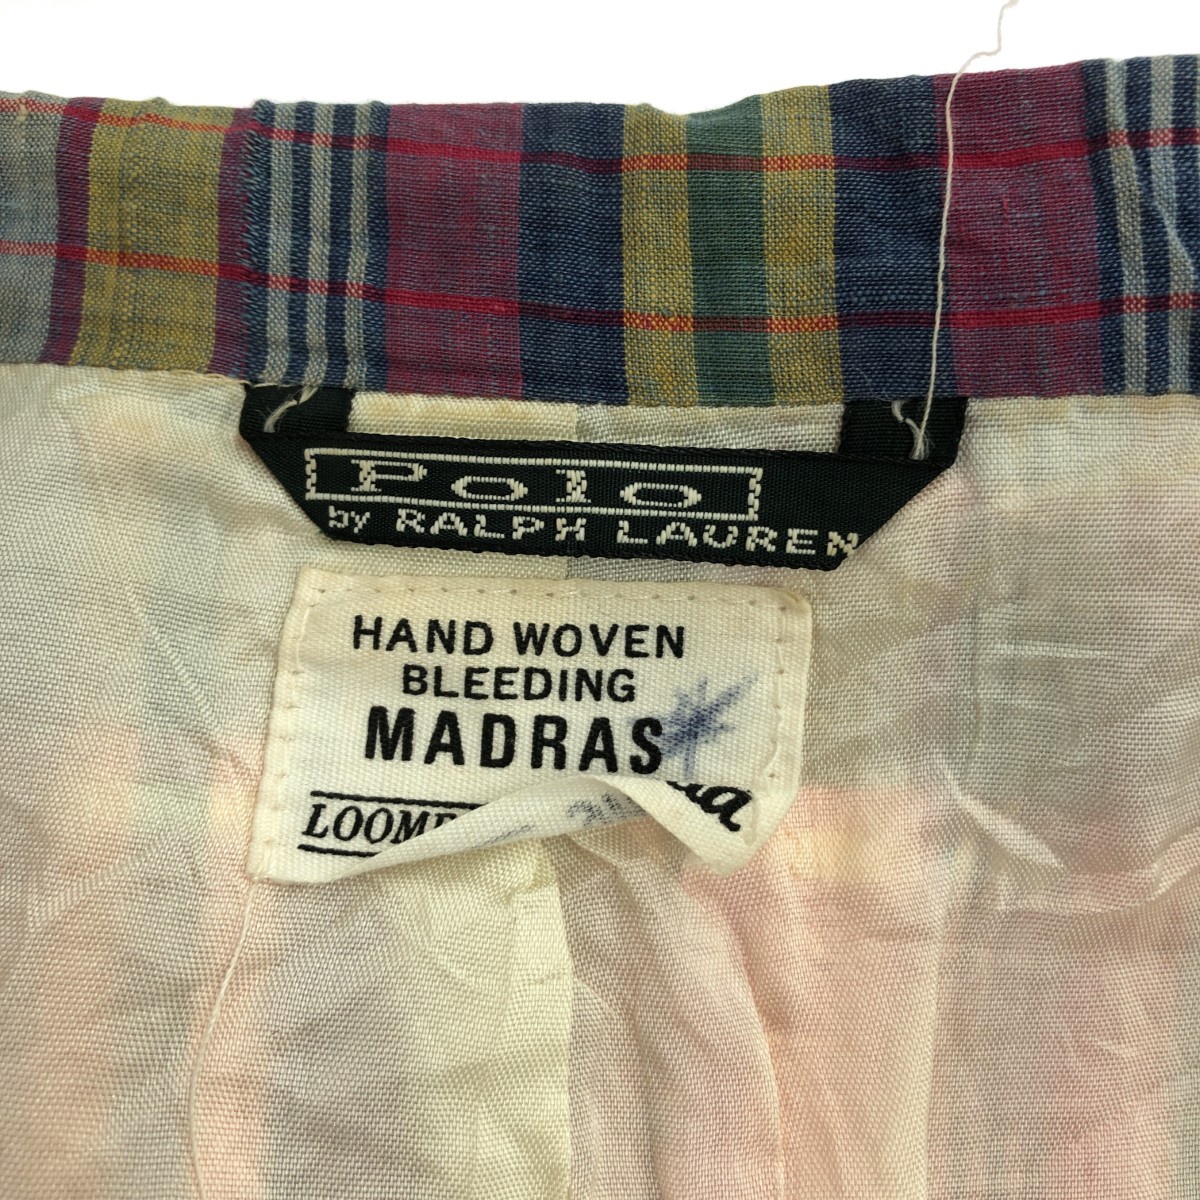 Polo
by RALPH LAUREN
HAND WOVEN
BLEEDING
MADRAS